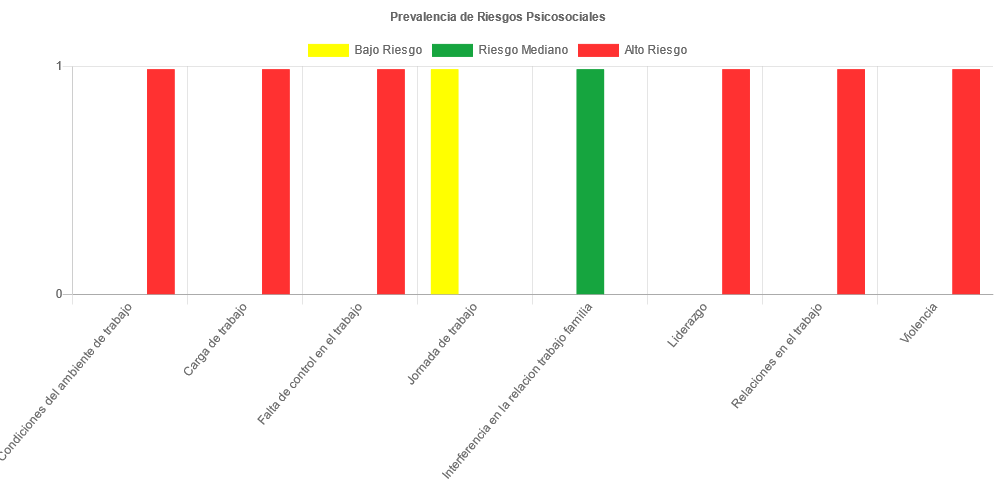 Prevalencia de Riesgos Psicosociales
Bajo Riesgo Riesgo Mediano Alto Riesgo
1
0
Condiciones del ambiente de trabajo
Carga de trabajo
Falta de control en el trabajo
Jornada de trabajo
Interferencia en la relacion trabajo familia
Liderazgo
Relaciones en el trabajo
Violencia